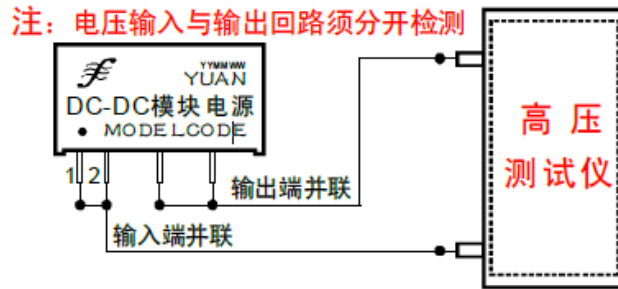 注：电压输入与输出回路须分开检测
YYMMWW
YUAN
DC-DC模块电源
MODELCODE
1 2
输出端并联
输入端并联
高 压
测试仪